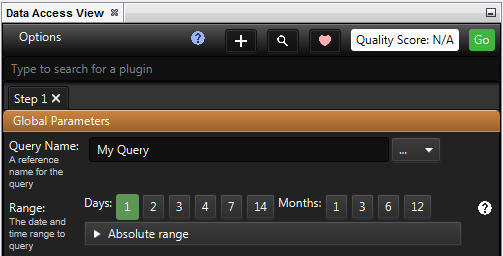 Data Access View
Options
?
Quality Score: N/A
Go
Type to search for a plugin
Step 1
Global Parameters
Query Name:
A reference
name for the
query
My Query
...
Range:
The date and
time range to
query
Days: 1 2 3 4 7 14 Months: 1 3 6 12
?
Absolute range